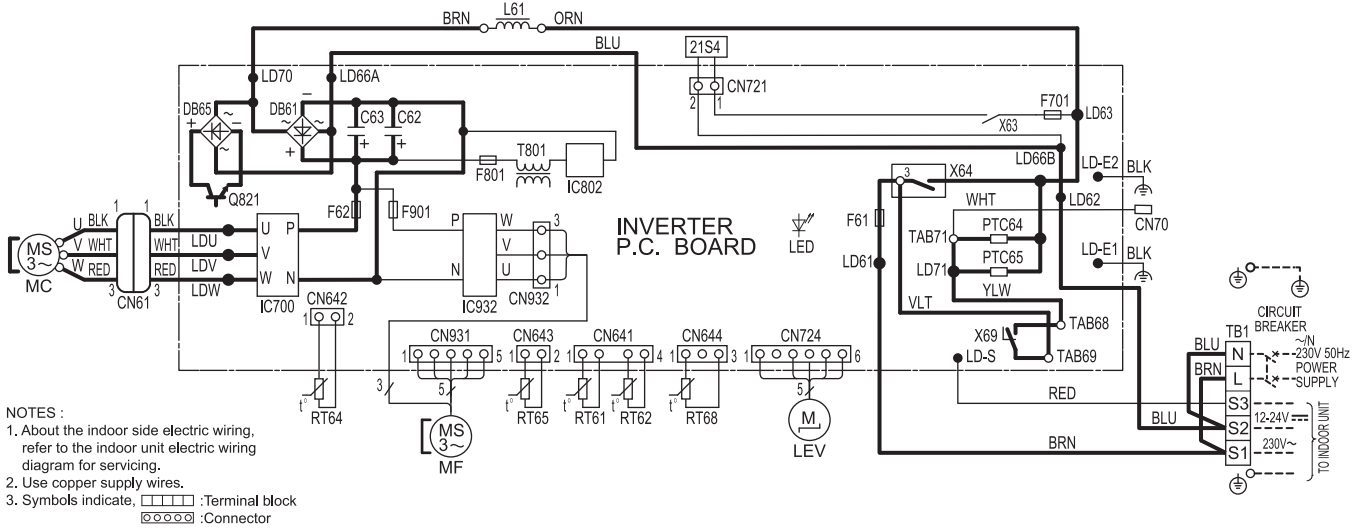 L61
BRN ORN
BLU
21S4
LD70 LD66A
CN721
2 1
F701
DB65 DB61
C63 C62
X63
LD63
+ − ~ ~
− ~ ~ +
+ +
T801
F801
IC802
LD66B
LD-E2 BLK
3 X64
Q821
F62 F901
WHT
LD62
CN70
INVERTER
P.C. BOARD
LED
F61
TAB71
PTC64
LD-E1 BLK
1 1
U BLK BLK LDU
V WHT WHT LDV
W RED RED LDW
3 3
MS
3~
MC
CN61
U P
V
W N
IC700
P W 3
V
N U 1
IC932 CN932
LD61
LD71
PTC65
YLW
VLT
X69
TAB68
TAB69
LD-S
CN642
1 2
CN931
1 5
CN643
1 2
CN641
1 4
CN644
1 3
CN724
1 6
3
5
5
t° RT64
t° RT65
t° RT61
t° RT62
t° RT68
MS
3~
MF
M
LEV
CIRCUIT
BREAKER
TB1
~/N
230V 50Hz
POWER
SUPPLY
BLU N
BRN L
RED S3
BLU S2
BRN S1
12-24V
230V~
TO INDOOR UNIT
NOTES :
1. About the indoor side electric wiring,
refer to the indoor unit electric wiring
diagram for servicing.
2. Use copper supply wires.
3. Symbols indicate, :Terminal block
:Connector